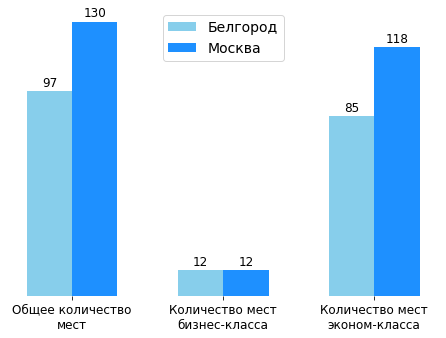 130
97
Белгород
Москва
118
85
12
12
Общее количество
мест
Количество мест
бизнес-класса
Количество мест
эконом-класса